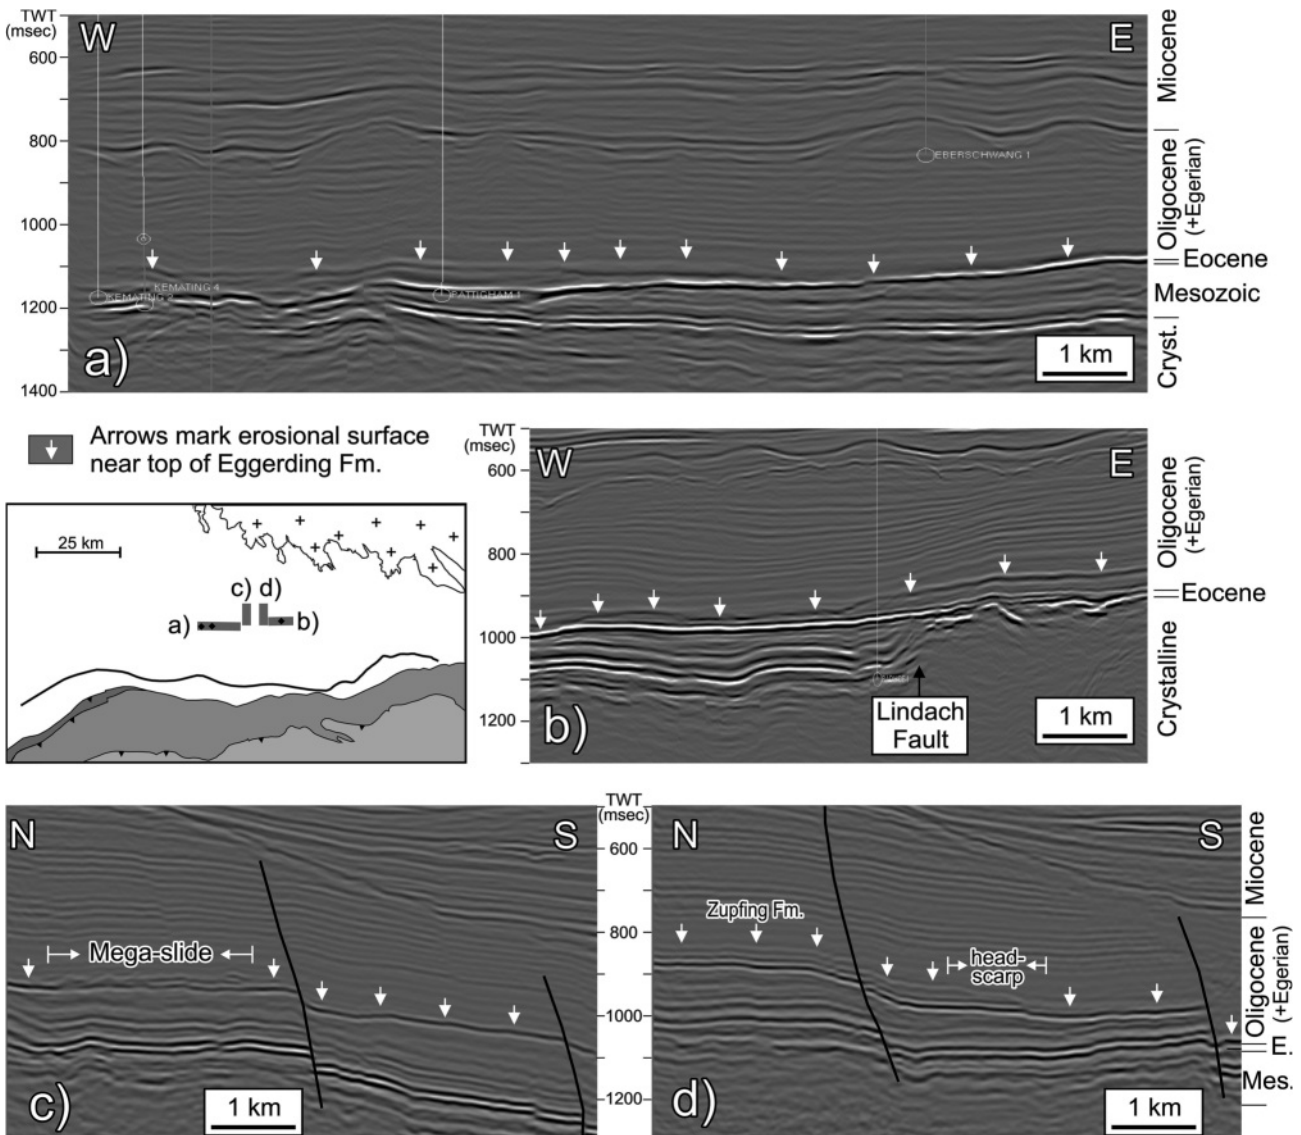 TWT
(msec)
600
800
1000
1200
1400
W
E
KEMATING 2
KEMATING 4
PATTIGHAM 1
EBERSCHWANG 1
a)
1 km
Miocene
Oligocene
(+Egerian)
Eocene
Mesozoic
Cryst.
Arrows mark erosional surface
near top of Eggerding Fm.
25 km
a)
c)
d)
b)
TWT
(msec)
600
800
1000
1200
W
E
b)
Lindach
Fault
1 km
Oligocene
(+Egerian)
Eocene
Crystalline
N
S
Mega-slide
c)
1 km
TWT
(msec)
600
800
1000
1200
N
S
Zupfing Fm.
head-
scarp
d)
1 km
Miocene
Oligocene
(+Egerian)
E.
Mes.